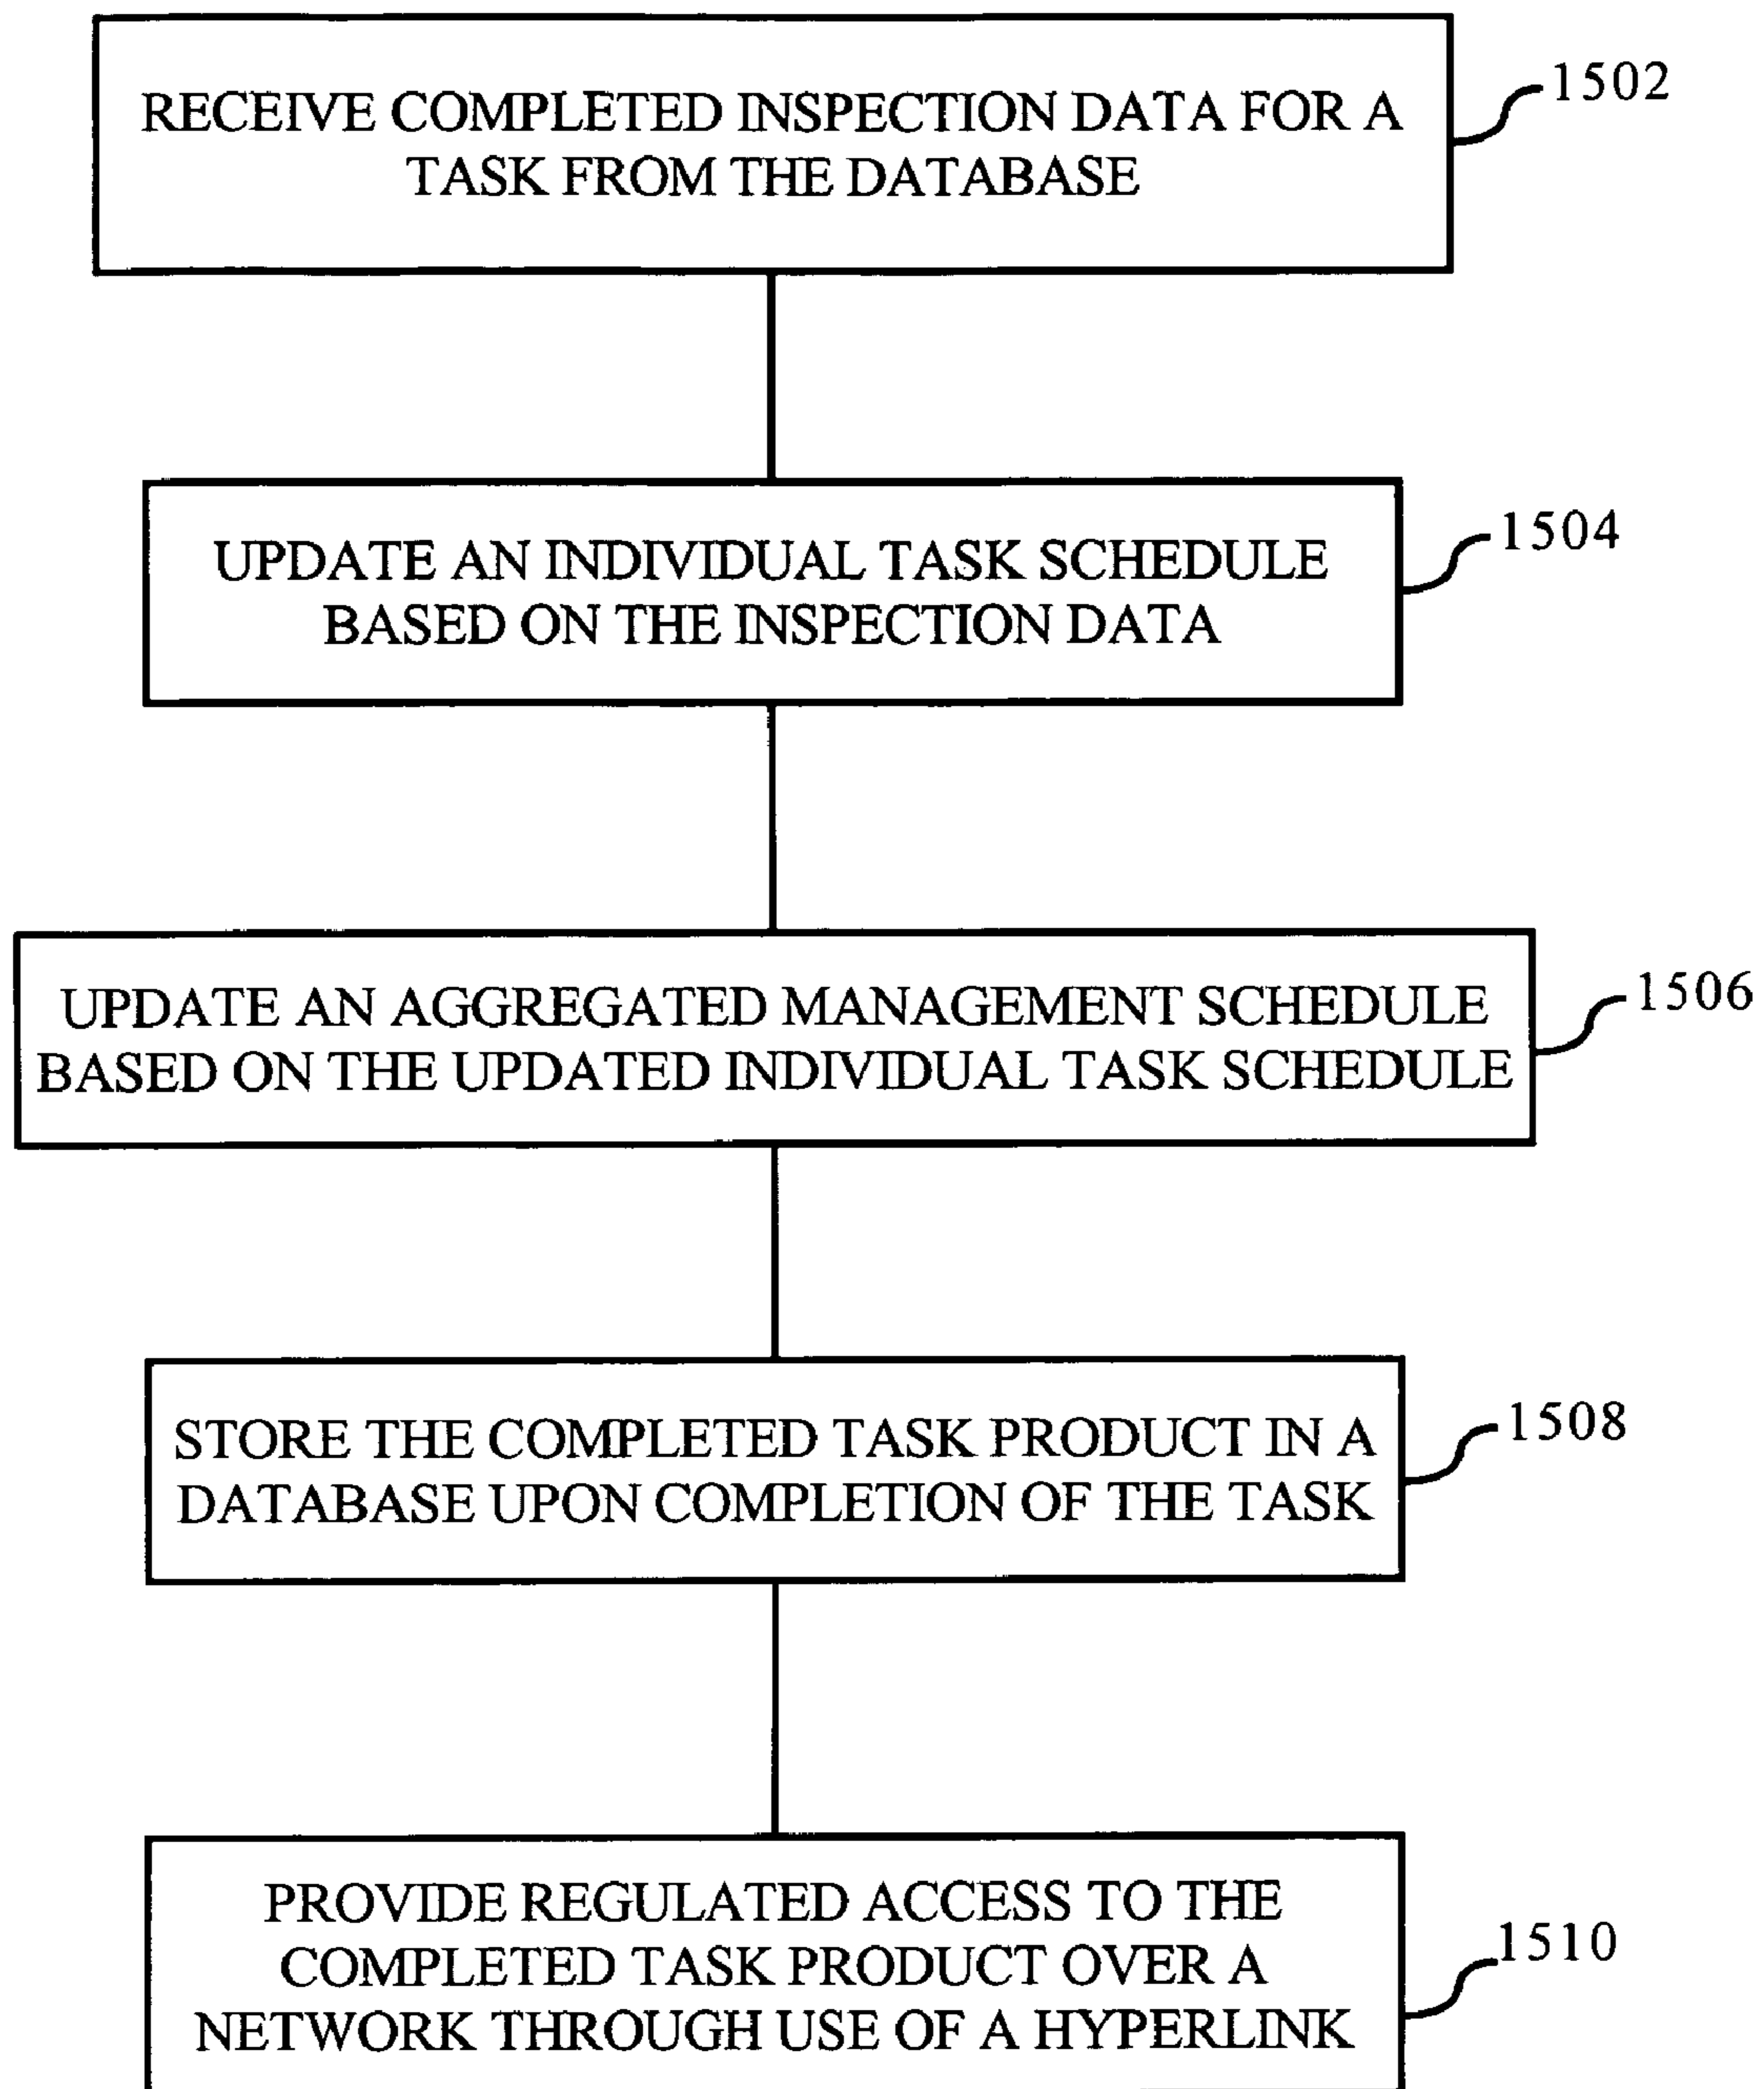 RECEIVE COMPLETED INSPECTION DATA FOR A
TASK FROM THE DATABASE
1502
UPDATE AN INDIVIDUAL TASK SCHEDULE
BASED ON THE INSPECTION DATA
1504
UPDATE AN AGGREGATED MANAGEMENT SCHEDULE
BASED ON THE UPDATED INDIVIDUAL TASK SCHEDULE
1506
STORE THE COMPLETED TASK PRODUCT IN A
DATABASE UPON COMPLETION OF THE TASK
1508
PROVIDE REGULATED ACCESS TO THE
COMPLETED TASK PRODUCT OVER A
NETWORK THROUGH USE OF A HYPERLINK
1510